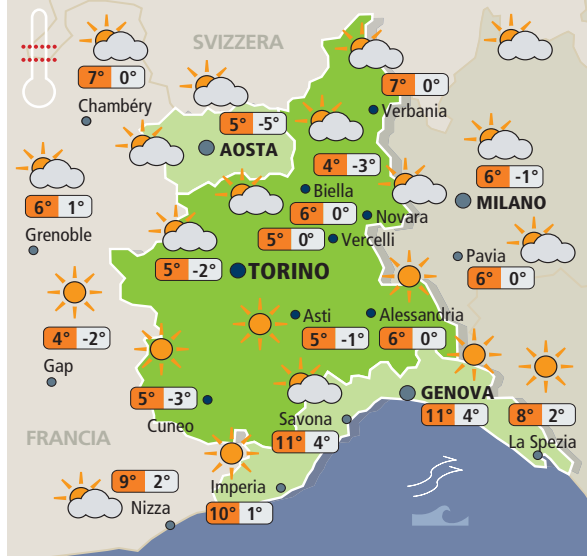 SVIZZERA
7° 0°
Chambéry
7° 0°
Verbania
5° -5°
AOSTA
4° -3°
Biella
6° -1°
MILANO
6° 1°
Grenoble
6° 0°
Novara
5° 0°
Vercelli
5° -2°
TORINO
Pavia
6° 0°
4° -2°
Gap
Asti
5° -1°
Alessandria
6° 0°
5° -3°
Cuneo
GENOVA
11° 4°
Savona
11° 4°
8° 2°
La Spezia
FRANCIA
9° 2°
Nizza
Imperia
10° 1°